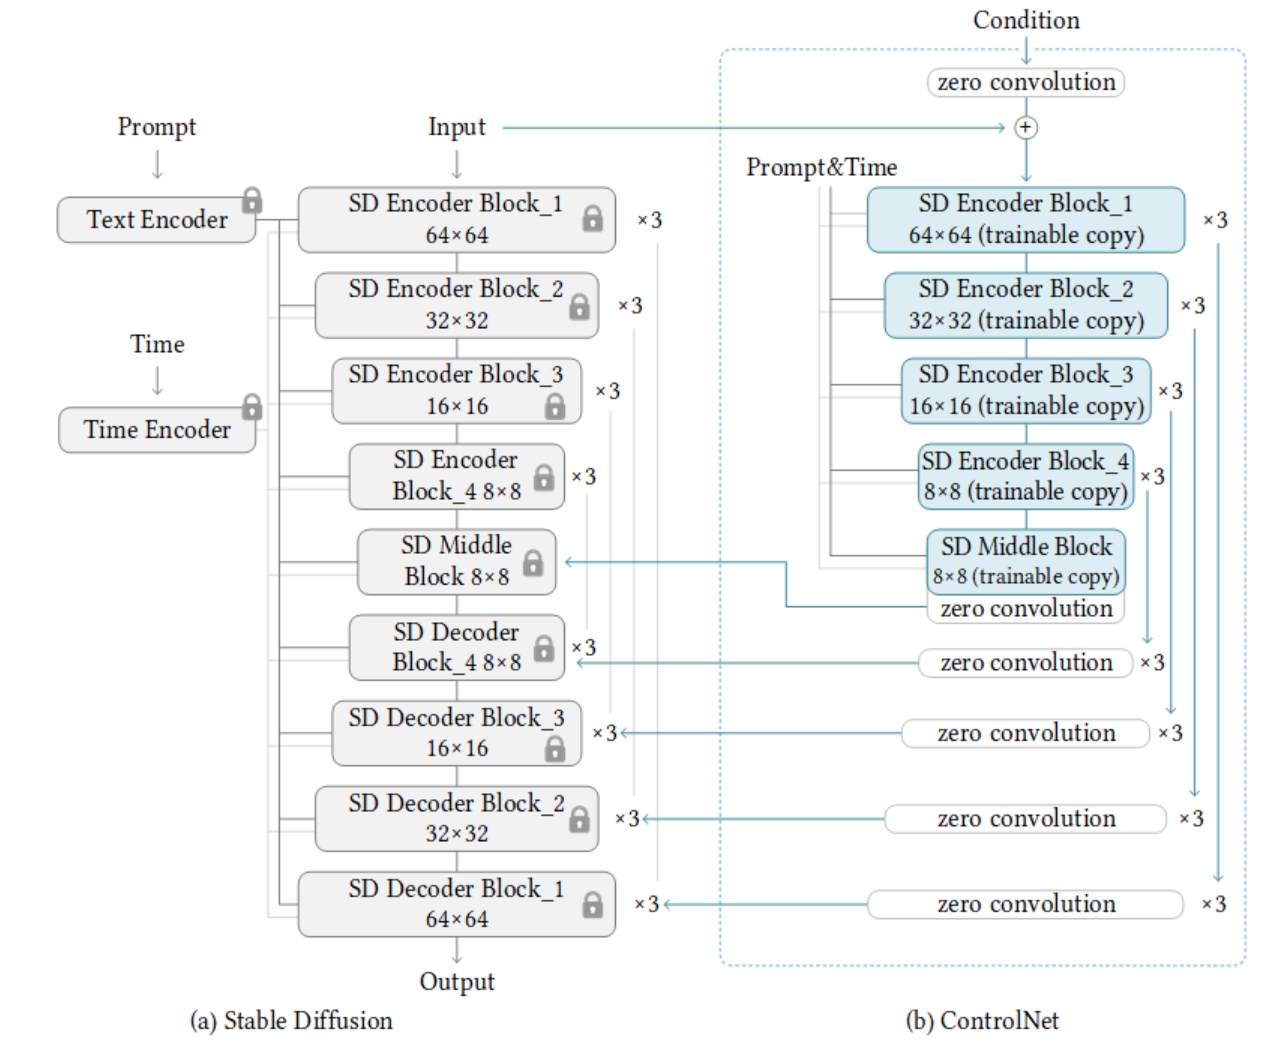 Condition
zero convolution
Prompt
Input
+
Prompt&Time
Text Encoder
SD Encoder Block_1
64×64
×3
SD Encoder Block_1
64×64 (trainable copy)
×3
SD Encoder Block_2
32×32
×3
SD Encoder Block_2
32×32 (trainable copy)
×3
Time
Time Encoder
SD Encoder Block_3
16×16
×3
SD Encoder Block_3
16×16 (trainable copy)
×3
SD Encoder
Block_4 8×8
×3
SD Encoder Block_4
8×8 (trainable copy)
×3
SD Middle
Block 8×8
SD Middle Block
8×8 (trainable copy)
zero convolution
SD Decoder
Block_4 8×8
×3
zero convolution
×3
SD Decoder Block_3
16×16
×3
zero convolution
×3
SD Decoder Block_2
32×32
×3
zero convolution
×3
SD Decoder Block_1
64×64
×3
zero convolution
×3
Output
(a) Stable Diffusion
(b) ControlNet